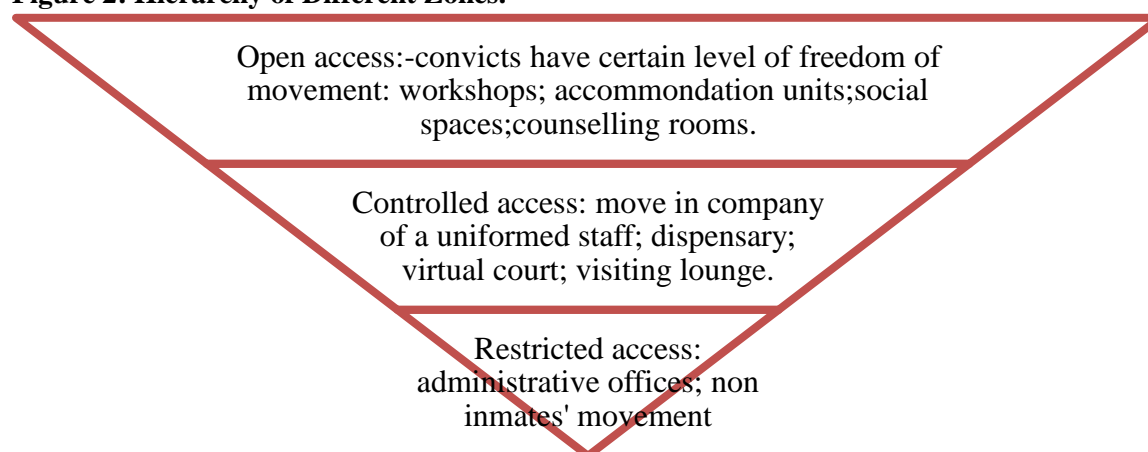 Figure 2: Hierarchy of Different Zones.
Open access:-convicts have certain level of freedom of
movement: workshops; accommondation units;social
spaces;counselling rooms.
Controlled access: move in company
of a uniformed staff; dispensary;
virtual court; visiting lounge.
Restricted access:
administrative offices; non
inmates' movement